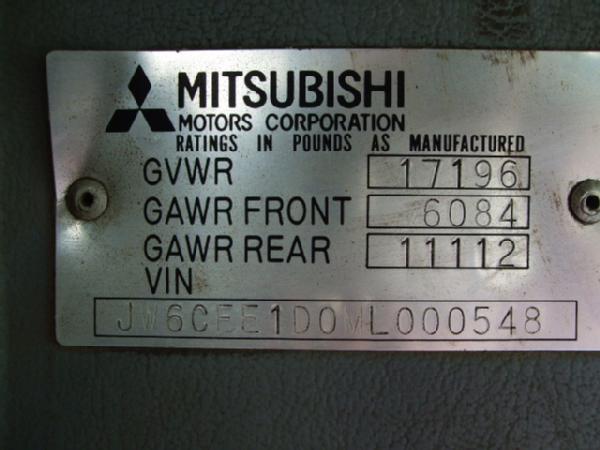 MITSUBISHI
MOTORS CORPORATION
RATINGS IN POUNDS AS MANUFACTURED
GVWR 17196
GAWR FRONT 6084
GAWR REAR 11112
VIN
JW6CEE1D0ML000548